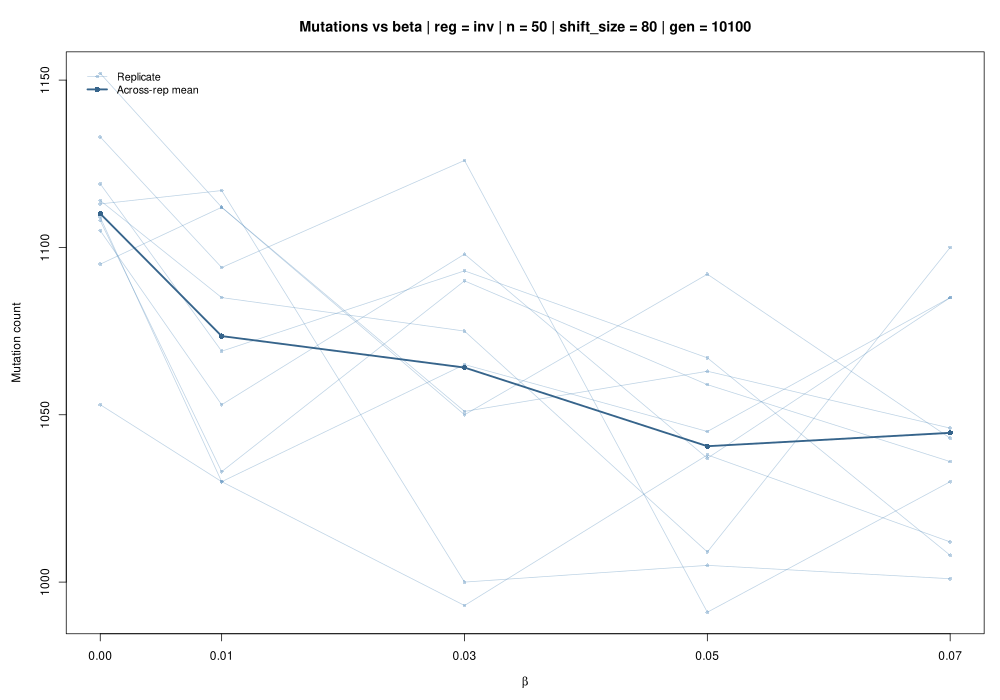 Mutations vs beta | reg = inv | n = 50 | shift_size = 80 | gen = 10100
Replicate
Across-rep mean
Mutation count
1150
1100
1050
1000
0.00
0.01
0.03
0.05
0.07
β